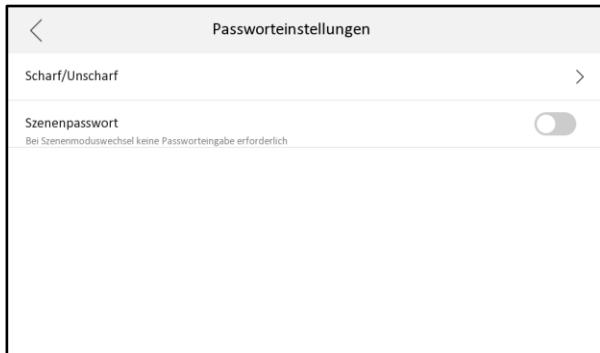 Passworteinstellungen
Scharf/Unscharf
Szenenpasswort
Bei Szenenmoduswechsel keine Passworteingabe erforderlich